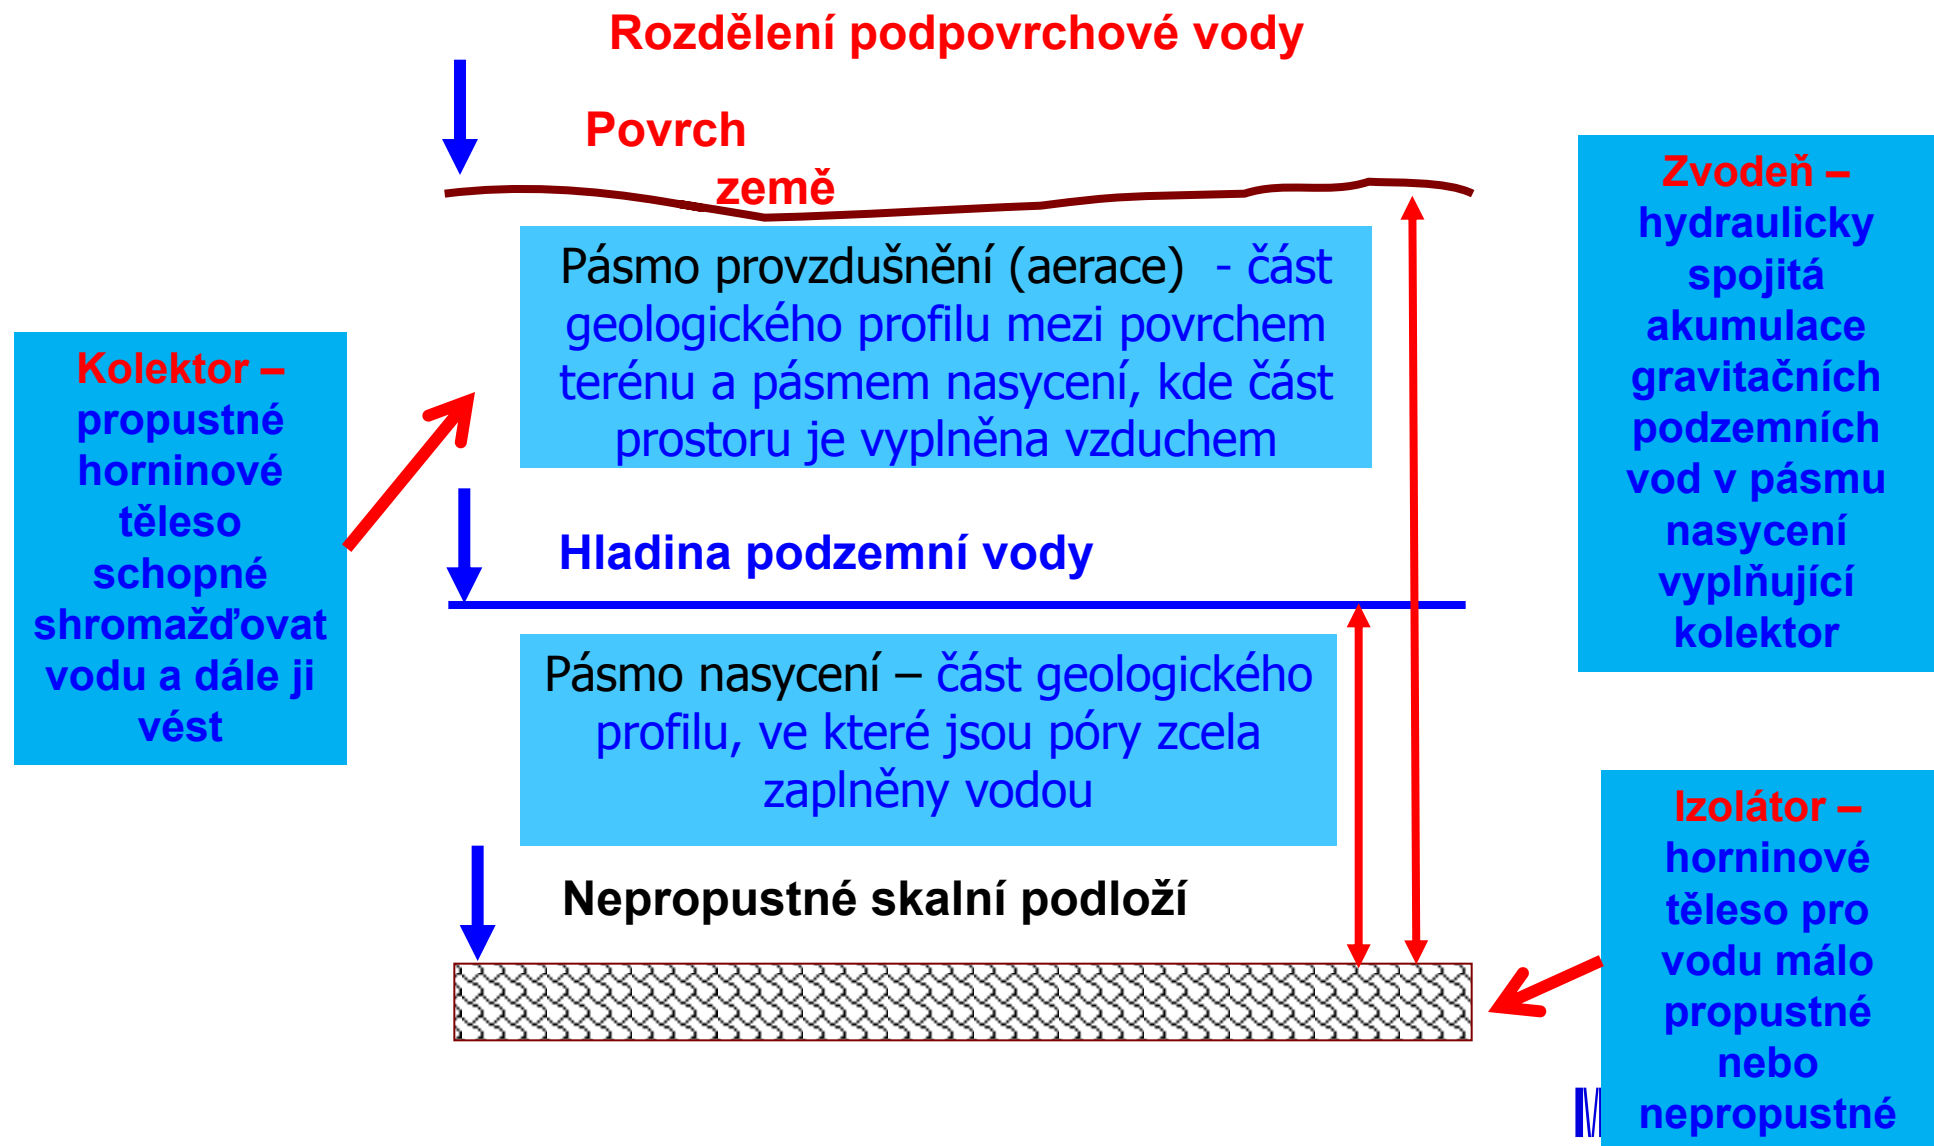 Rozdělení podpovrchové vody
Povrch
země
Pásmo provzdušnění (aerace) - část
geologického profilu mezi povrchem
terénu a pásmem nasycení, kde část
prostoru je vyplněna vzduchem
Kolektor –
propustné
horninové
těleso
schopné
shromažďovat
vodu a dále ji
vést
Hladina podzemní vody
Pásmo nasycení – část geologického
profilu, ve které jsou póry zcela
zaplněny vodou
Nepropustné skalní podloží
Zvodeň –
hydraulicky
spojitá
akumulace
gravitačních
podzemních
vod v pásmu
nasycení
vyplňující
kolektor
Izolátor –
horninové
těleso pro
vodu málo
propustné
nebo
nepropustné